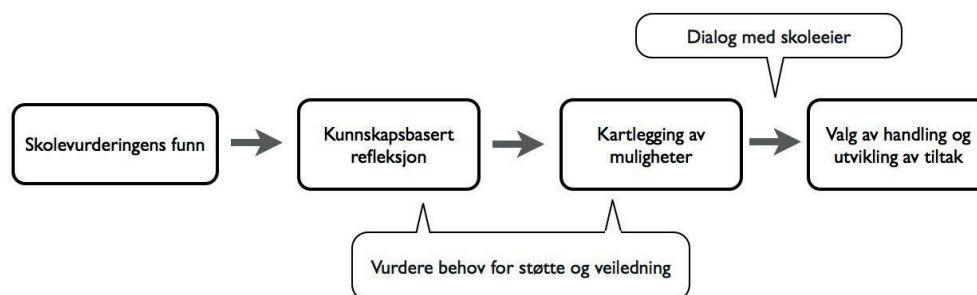 Dialog med skoleeier
Skolevurderingens funn
Kunnskapsbasert
refleksjon
Kartlegging av
muligheter
Valg av handling og
utvikling av tiltak
Vurdere behov for støtte og veiledning